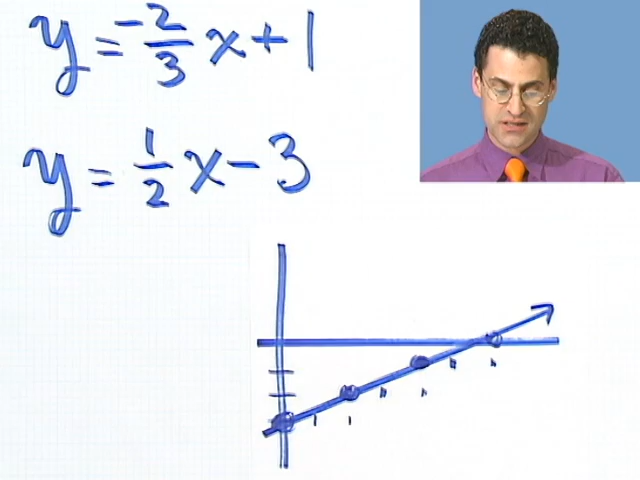 y = -2/3 x + 1
y = 1/2 x - 3